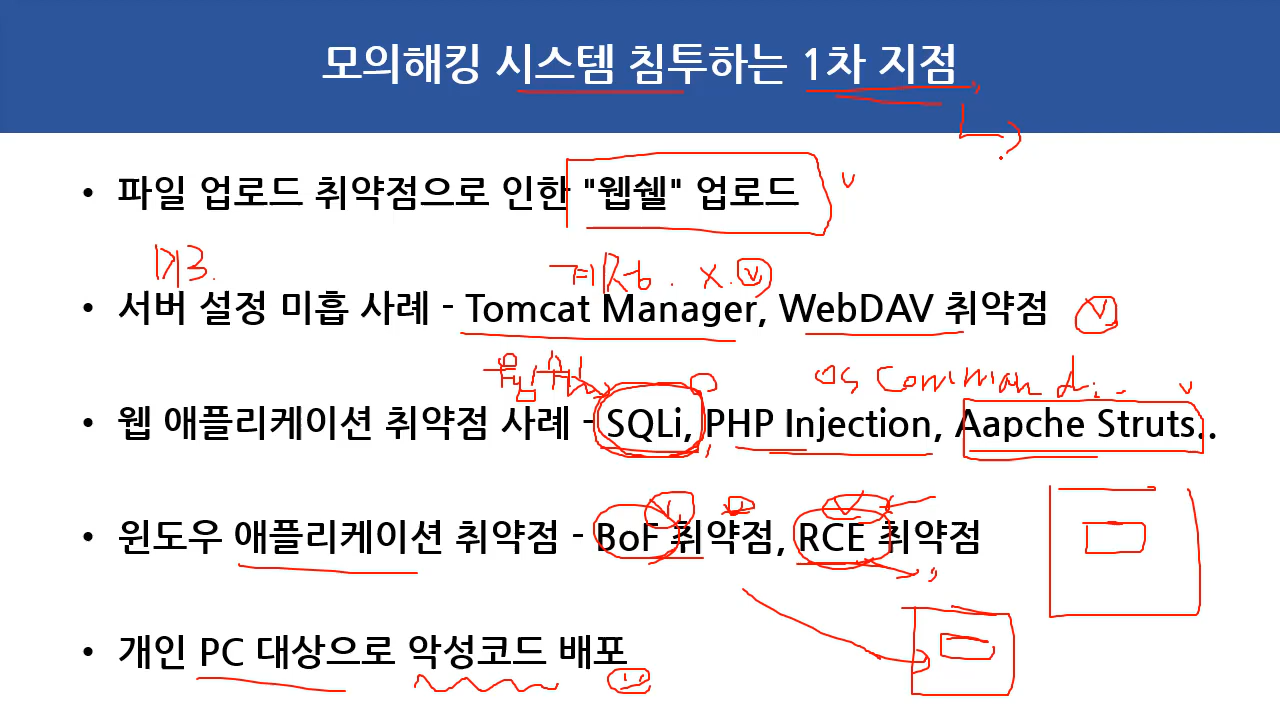 모의해킹 시스템 침투하는 1차 지점
• 파일 업로드 취약점으로 인한 "웹쉘" 업로드
• 서버 설정 미흡 사례 - Tomcat Manager, WebDAV 취약점
OS Comman
• 웹 애플리케이션 취약점 사례 - SQLi, PHP Injection, Aapche Struts..
• 윈도우 애플리케이션 취약점 - BoF 취약점, RCE 취약점
• 개인 PC 대상으로 악성코드 배포